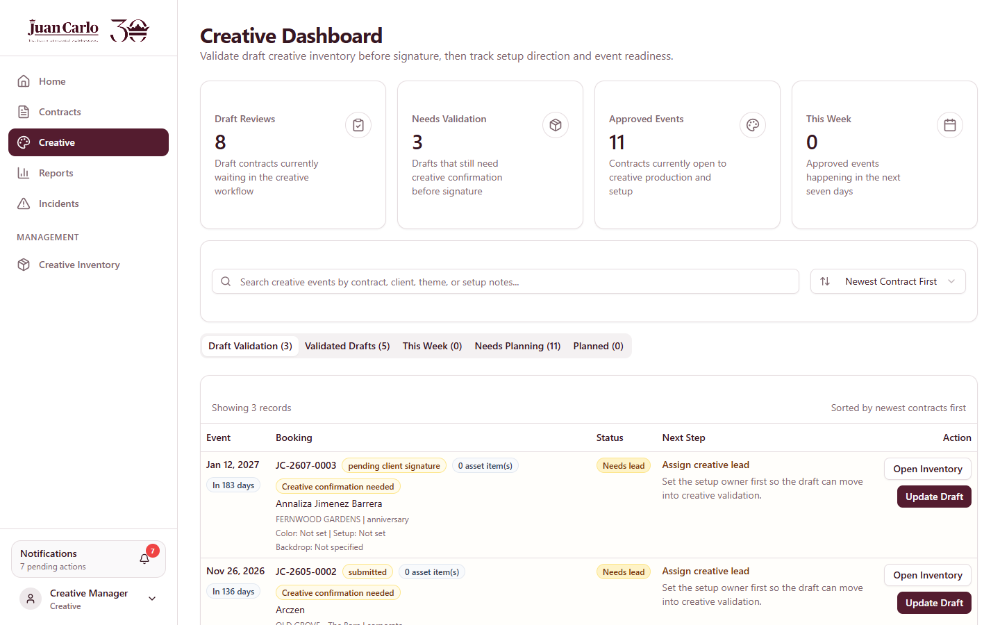 Juan Carlo 30
Home
Contracts
Creative
Reports
Incidents
MANAGEMENT
Creative Inventory
Notifications
7 pending actions
7
Creative Manager
Creative
Creative Dashboard
Validate draft creative inventory before signature, then track setup direction and event readiness.
Draft Reviews
8
Draft contracts currently
waiting in the creative
workflow
Needs Validation
3
Drafts that still need
creative confirmation
before signature
Approved Events
11
Contracts currently open to
creative production and
setup
This Week
0
Approved events
happening in the next
seven days
Search creative events by contract, client, theme, or setup notes...
Newest Contract First
Draft Validation (3) Validated Drafts (5) This Week (0) Needs Planning (11) Planned (0)
Showing 3 records
Sorted by newest contracts first
Event Booking Status Next Step Action
Jan 12, 2027
In 183 days
JC-2607-0003 pending client signature 0 asset item(s)
Creative confirmation needed
Annaliza Jimenez Barrera
FERNWOOD GARDENS | anniversary
Color: Not set | Setup: Not set
Backdrop: Not specified
Needs lead
Assign creative lead
Set the setup owner first so the draft can move
into creative validation.
Open Inventory
Update Draft
Nov 26, 2026
In 136 days
JC-2605-0002 submitted 0 asset item(s)
Creative confirmation needed
Arczen
Needs lead
Assign creative lead
Set the setup owner first so the draft can move
into creative validation.
Open Inventory
Update Draft